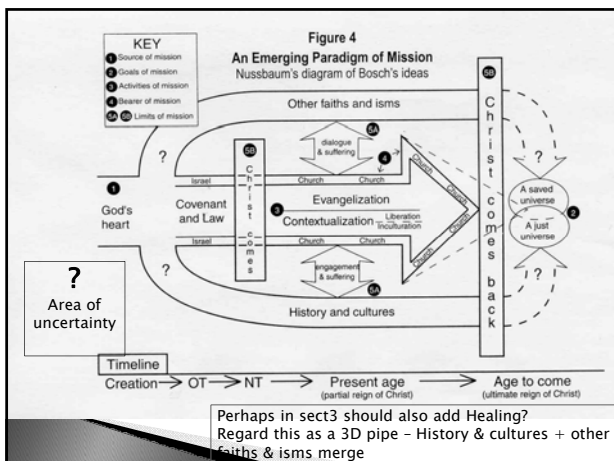 Figure 4
An Emerging Paradigm of Mission
Nussbaum's diagram of Bosch's ideas
KEY
1 Source of mission
2 Goals of mission
3 Activities of mission
4 Bearer of mission
5A 5B Limits of mission
Other faiths and isms
?
5A
dialogue
& suffering
4
5B
Christ comes back
?
1
God's
heart
Israel
Covenant
and Law
Israel
5B
Christ comes
Church
Church
3
Evangelization
Contextualization
Liberation
Inculturation
Church
Church
Church
Church
A saved
universe
2
A just
universe
?
engagement
& suffering
5A
?
History and cultures
?
Area of
uncertainty
Timeline
Creation
OT
NT
Present age
(partial reign of Christ)
Age to come
(ultimate reign of Christ)
Perhaps in sect3 should also add Healing?
Regard this as a 3D pipe – History & cultures + other
faiths & isms merge